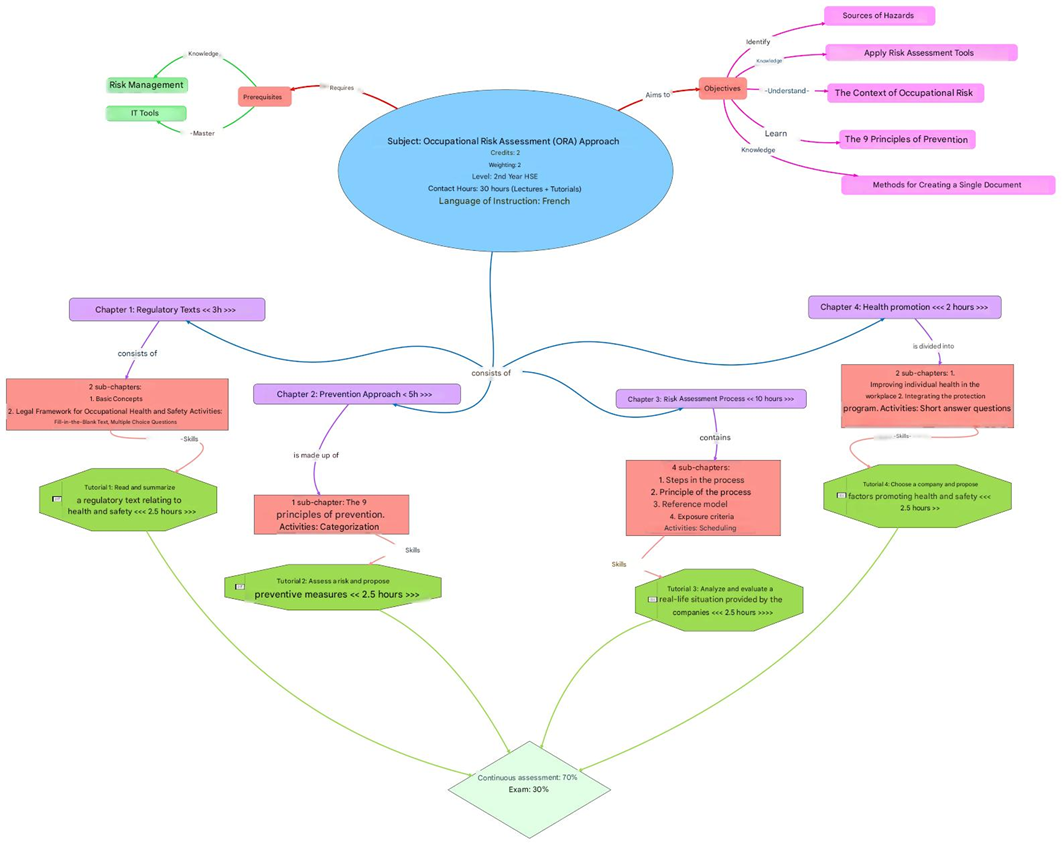 Sources of Hazards
Identify
Apply Risk Assessment Tools
Knowledge
Knowledge
Risk Management
Prerequisites
Requires
Aims to
Objectives
-Understand-
The Context of Occupational Risk
IT Tools
-Master
Learn
The 9 Principles of Prevention
Knowledge
Methods for Creating a Single Document
Subject: Occupational Risk Assessment (ORA) Approach
Credits: 2
Weighting: 2
Level: 2nd Year HSE
Contact Hours: 30 hours (Lectures + Tutorials)
Language of Instruction: French
consists of
Chapter 1: Regulatory Texts << 3h >>>
consists of
2 sub-chapters:
1. Basic Concepts
2. Legal Framework for Occupational Health and Safety Activities:
Fill-in-the-Blank Text, Multiple Choice Questions
-Skills
Tutorial 1: Read and summarize
a regulatory text relating to
health and safety <<< 2.5 hours >>>
Chapter 2: Prevention Approach < 5h >>>
is made up of
1 sub-chapter: The 9
principles of prevention.
Activities: Categorization
Skills
Tutorial 2: Assess a risk and propose
preventive measures << 2.5 hours >>>
Chapter 3: Risk Assessment Process << 10 hours >>>
contains
4 sub-chapters:
1. Steps in the process
2. Principle of the process
3. Reference model
4. Exposure criteria
Activities: Scheduling
Skills
Tutorial 3: Analyze and evaluate a
real-life situation provided by the
companies <<< 2.5 hours >>>>
Chapter 4: Health promotion <<< 2 hours >>>
is divided into
2 sub-chapters: 1.
Improving individual health in the
workplace 2. Integrating the protection
program. Activities: Short answer questions
-Skills-
Tutorial 4: Choose a company and propose
factors promoting health and safety <<<
2.5 hours >>
Continuous assessment: 70%
Exam: 30%